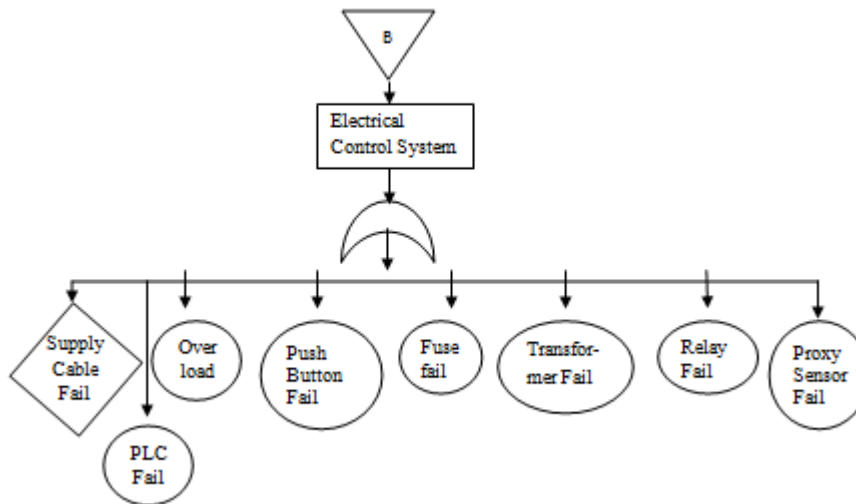 B
Electrical
Control System
Supply
Cable
Fail
Over
load
Push
Button
Fail
Fuse
fail
Transfor-
mer Fail
Relay
Fail
Proxy
Sensor
Fail
PLC
Fail